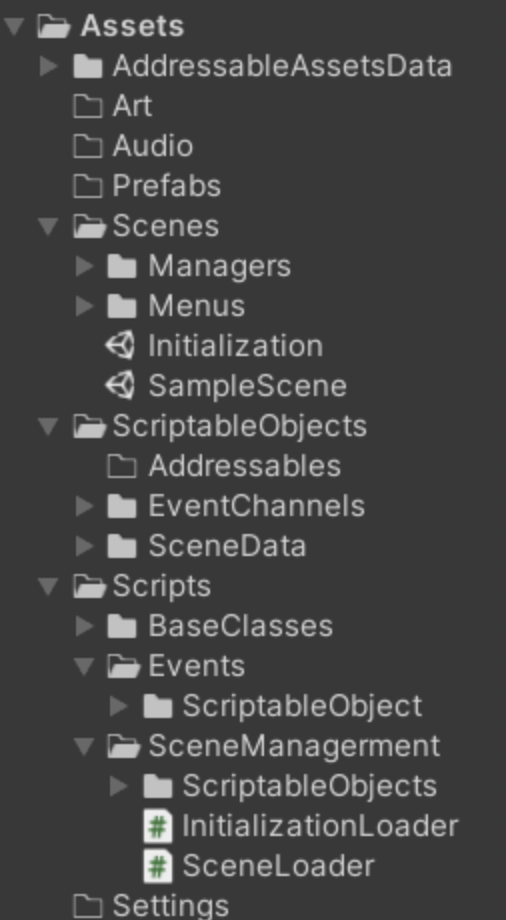 Assets
AddressableAssetsData
Art
Audio
Prefabs
Scenes
Managers
Menus
Initialization
SampleScene
ScriptableObjects
Addressables
EventChannels
SceneData
Scripts
BaseClasses
Events
ScriptableObject
SceneManagerment
ScriptableObjects
# InitializationLoader
# SceneLoader
Settings